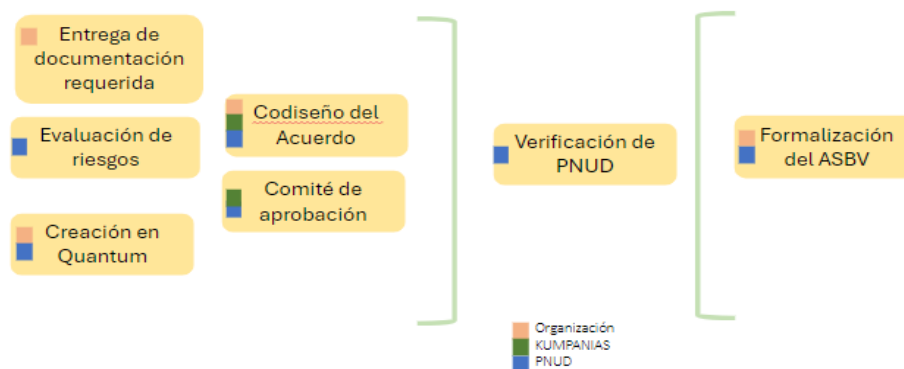 Entrega de
documentación
requerida
Evaluación de
riesgos
Creación en
Quantum
Codiseño del
Acuerdo
Comité de
aprobación
Verificación de
PNUD
Formalización
del ASBV
Organización
KUMPANIAS
PNUD